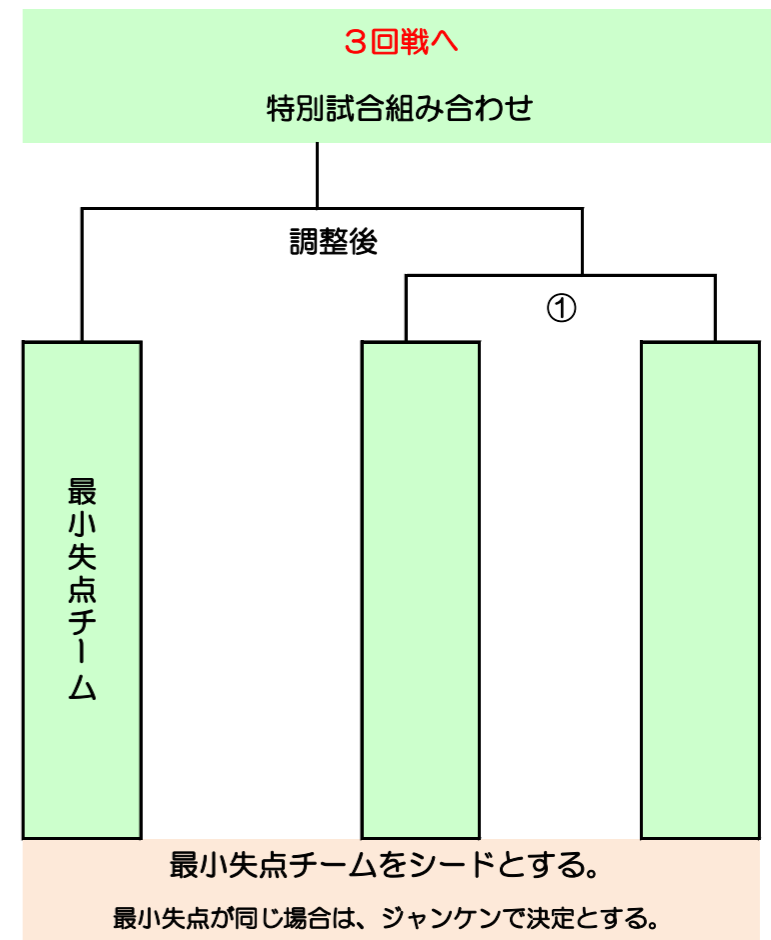 ３回戦へ
特別試合組み合わせ
調整後
①
最小失点チーム
最小失点チームをシードとする。
最小失点が同じ場合は、ジャンケンで決定とする。